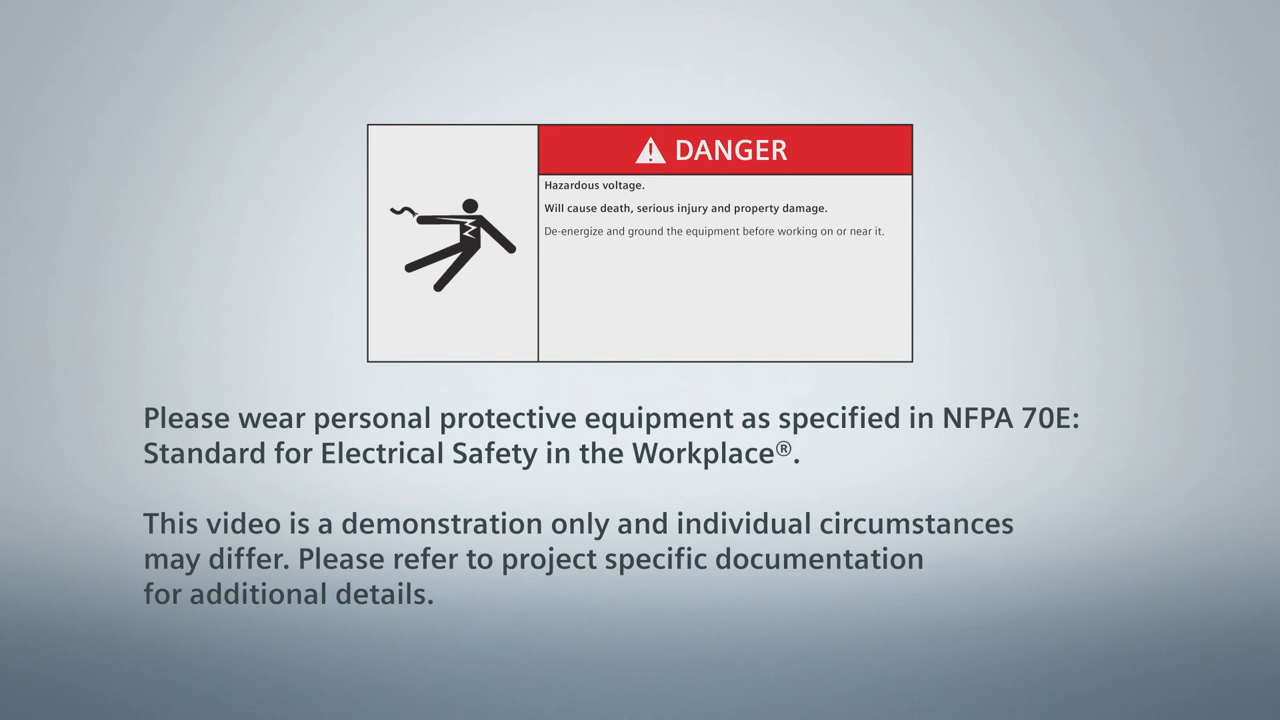 DANGER
Hazardous voltage.
Will cause death, serious injury and property damage.
De-energize and ground the equipment before working on or near it.
Please wear personal protective equipment as specified in NFPA 70E:
Standard for Electrical Safety in the Workplace®.
This video is a demonstration only and individual circumstances
may differ. Please refer to project specific documentation
for additional details.